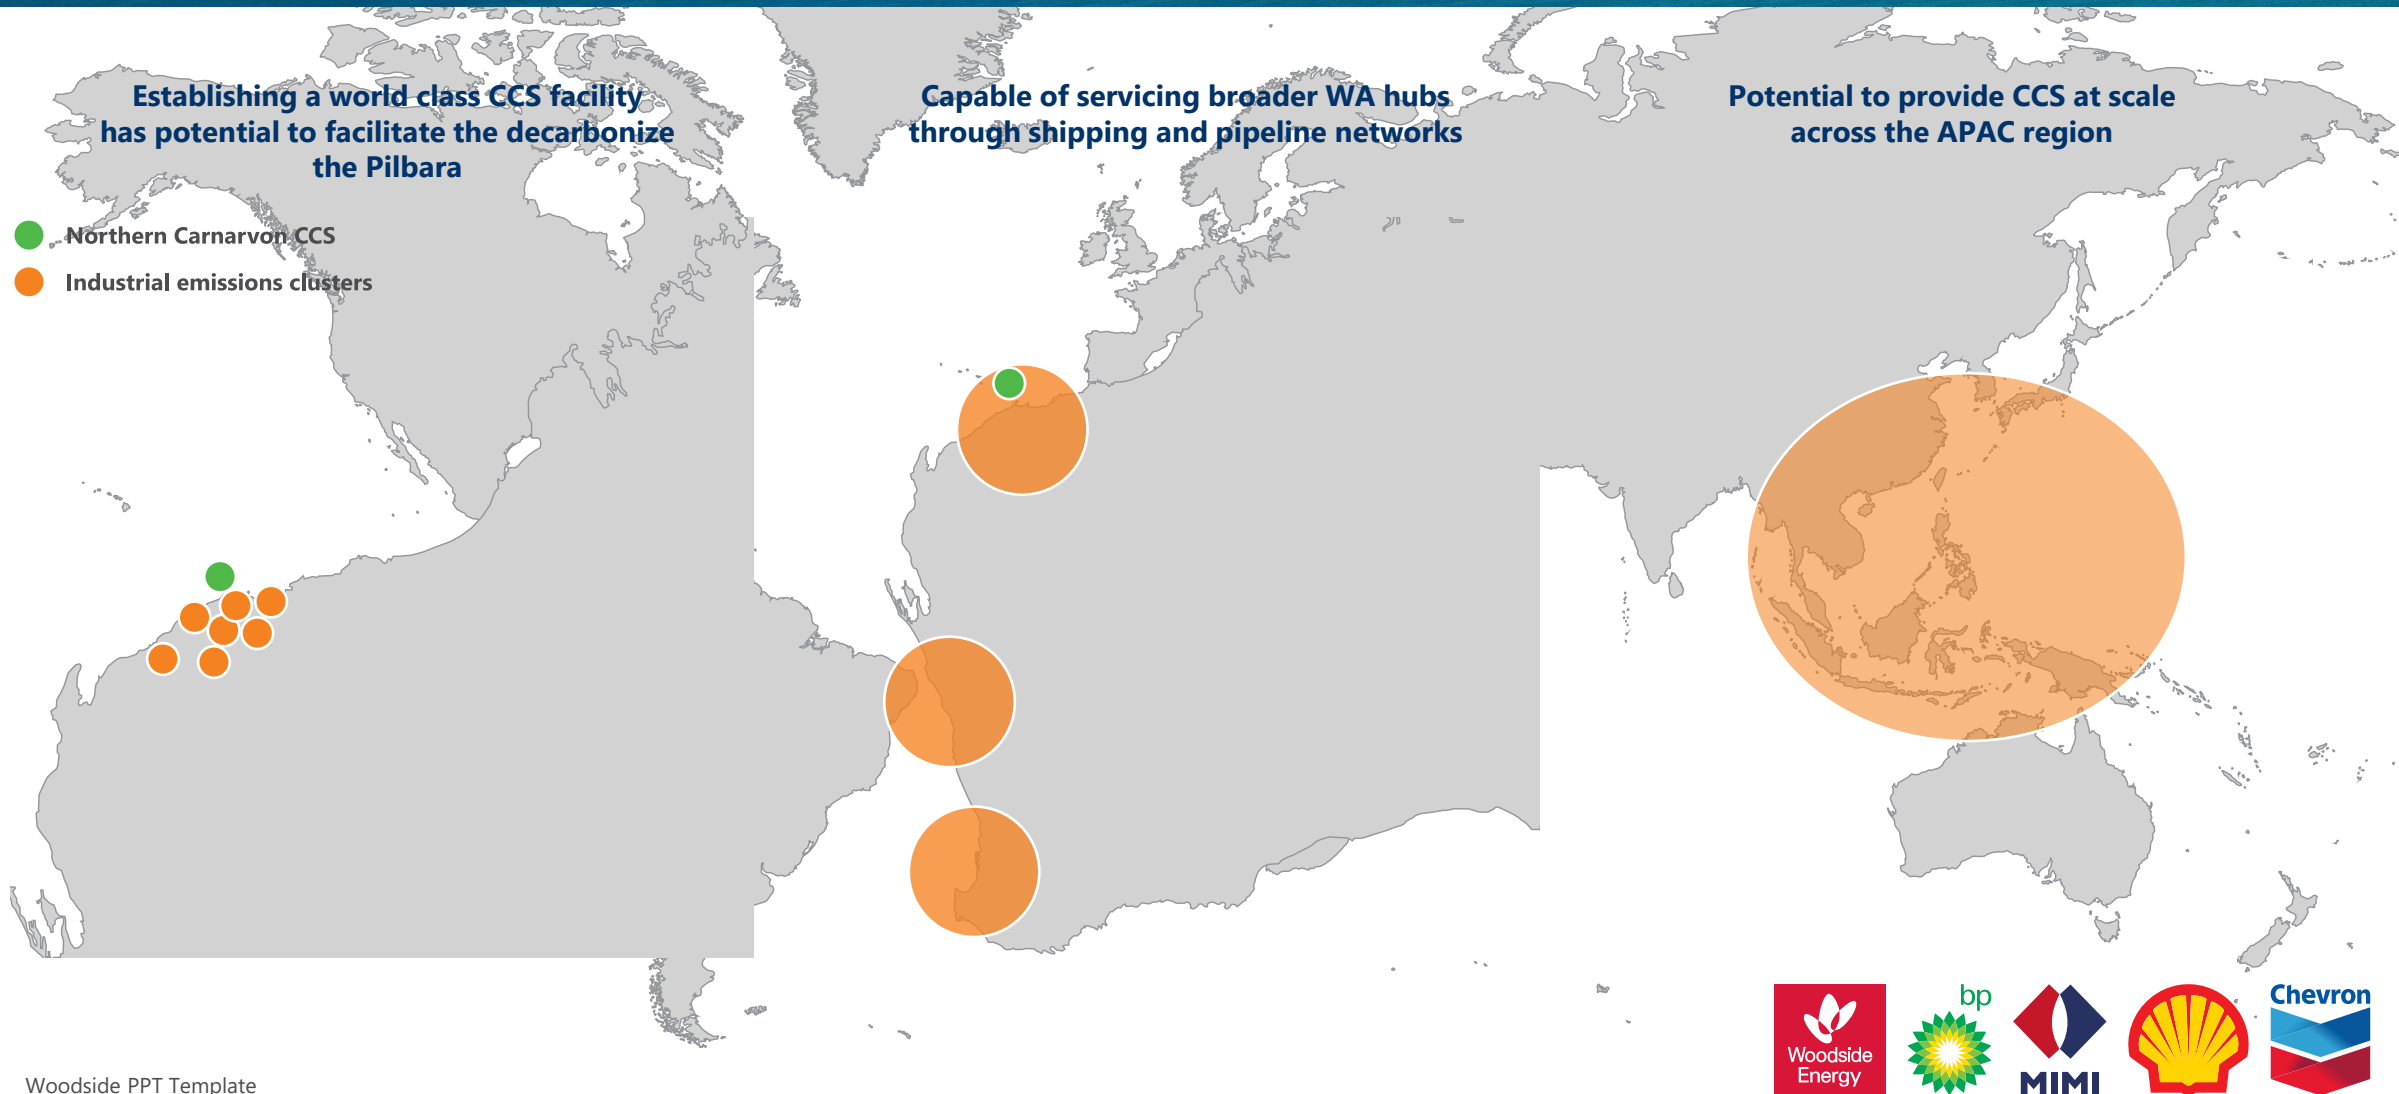 Establishing a world class CCS facility
has potential to facilitate the decarbonize
the Pilbara
Capable of servicing broader WA hubs
through shipping and pipeline networks
Potential to provide CCS at scale
across the APAC region
Northern Carnarvon CCS
Industrial emissions clusters
Woodside
Energy
bp
MIMI
Chevron
Woodside PPT Template